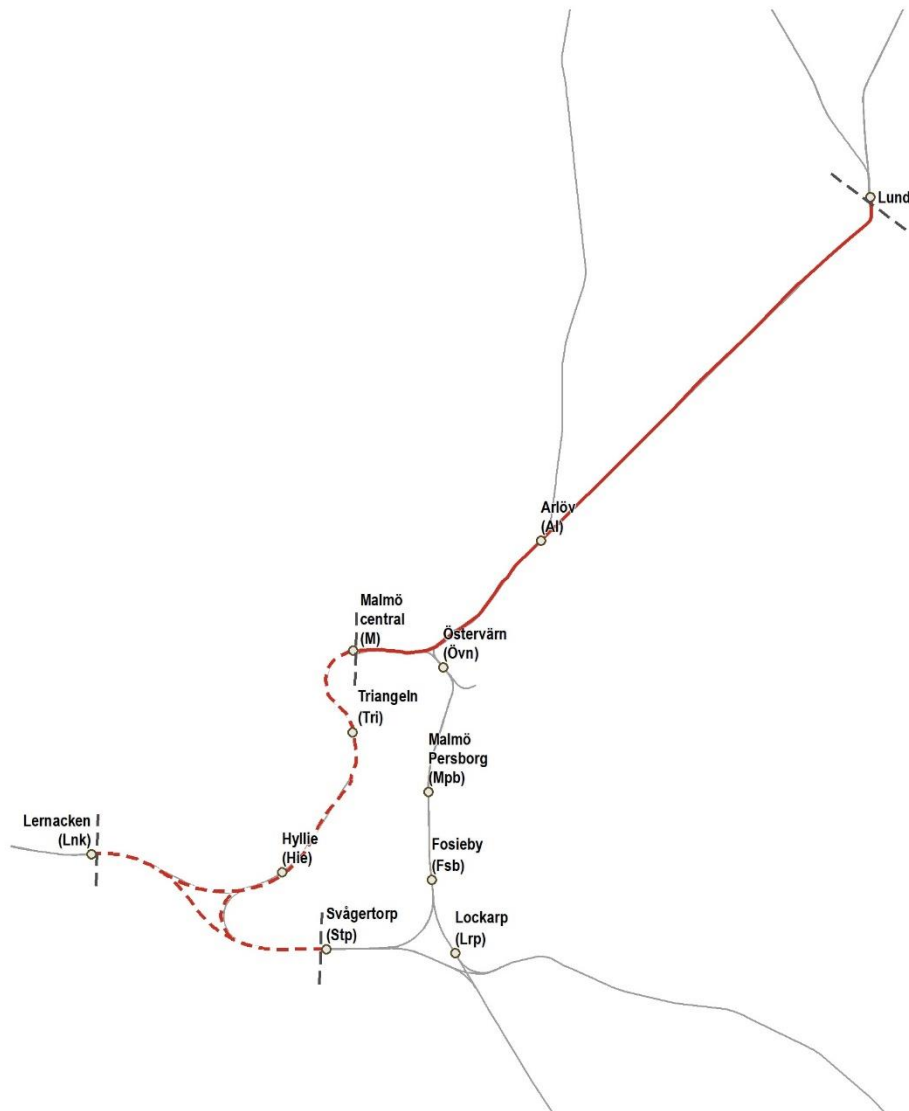 Lund
Arlöv
(Al)
Malmö
central
(M)
Östervärn
(Övn)
Triangeln
(Tri)
Malmö
Persborg
(Mpb)
Lernacken
(Lnk)
Hyllie
(Hie)
Fosieby
(Fsb)
Svågertorp
(Stp)
Lockarp
(Lrp)